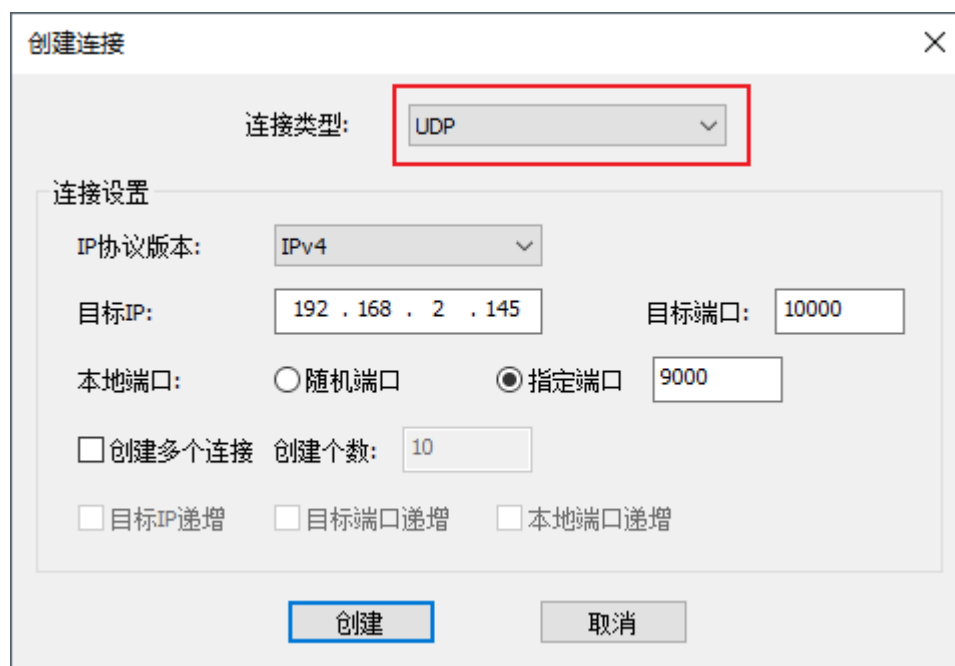 创建连接
连接类型: UDP
连接设置
IP协议版本: IPv4
目标IP: 192 . 168 . 2 . 145 目标端口: 10000
本地端口: 随机端口 指定端口 9000
创建多个连接 创建个数: 10
目标IP递增 目标端口递增 本地端口递增
创建 取消